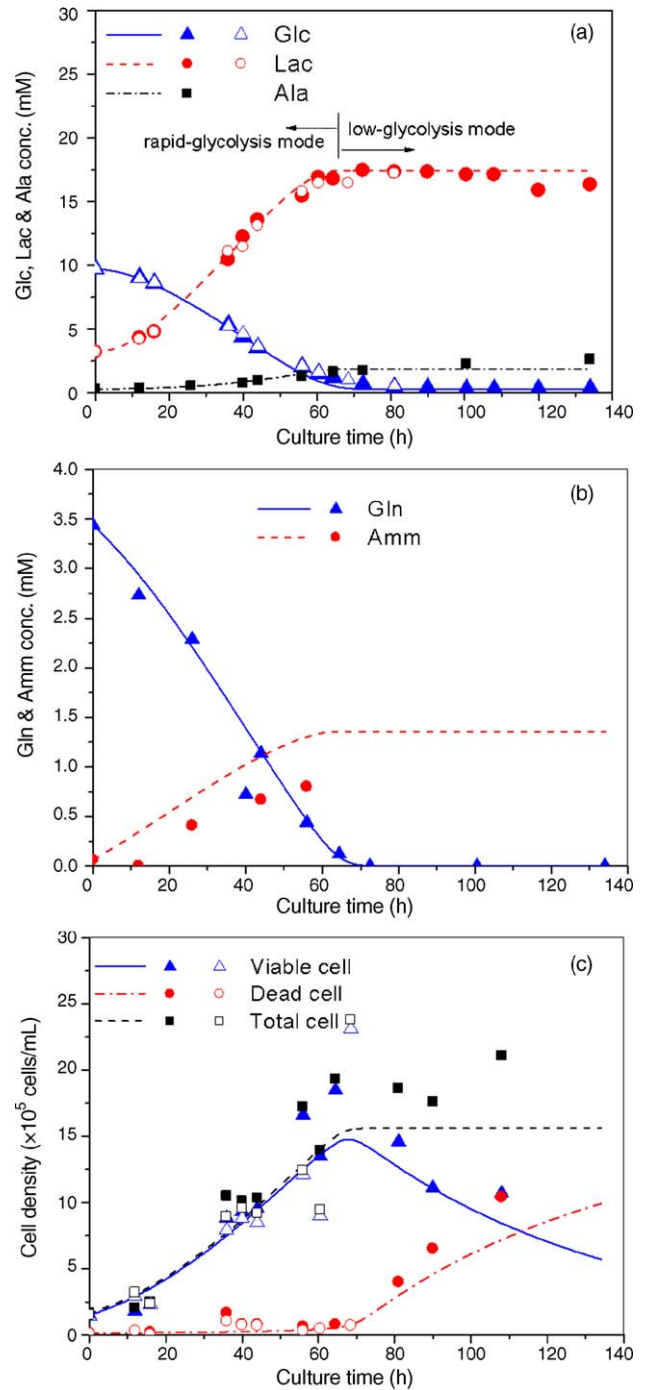 (a)
Glc
Lac
Ala
rapid-glycolysis mode
low-glycolysis mode
Glc, Lac & Ala conc. (mM)
30
25
20
15
10
5
0
0 20 40 60 80 100 120 140
Culture time (h)
(b)
Gln
Amm
Gln & Amm conc. (mM)
4.0
3.5
3.0
2.5
2.0
1.5
1.0
0.5
0.0
0 20 40 60 80 100 120 140
Culture time (h)
(c)
Viable cell
Dead cell
Total cell
Cell density (×10⁵ cells/mL)
30
25
20
15
10
5
0
0 20 40 60 80 100 120 140
Culture time (h)